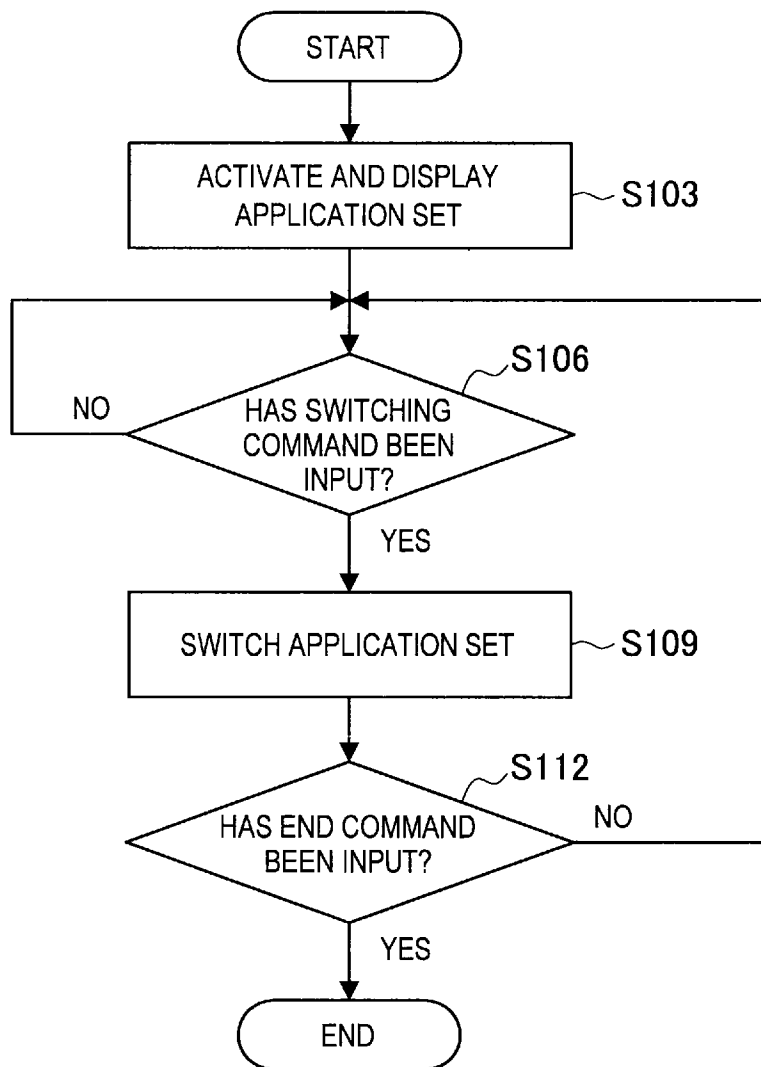 START
ACTIVATE AND DISPLAY
APPLICATION SET
S103
S106
HAS SWITCHING
COMMAND BEEN
INPUT?
NO
YES
SWITCH APPLICATION SET
S109
S112
HAS END COMMAND
BEEN INPUT?
NO
YES
END